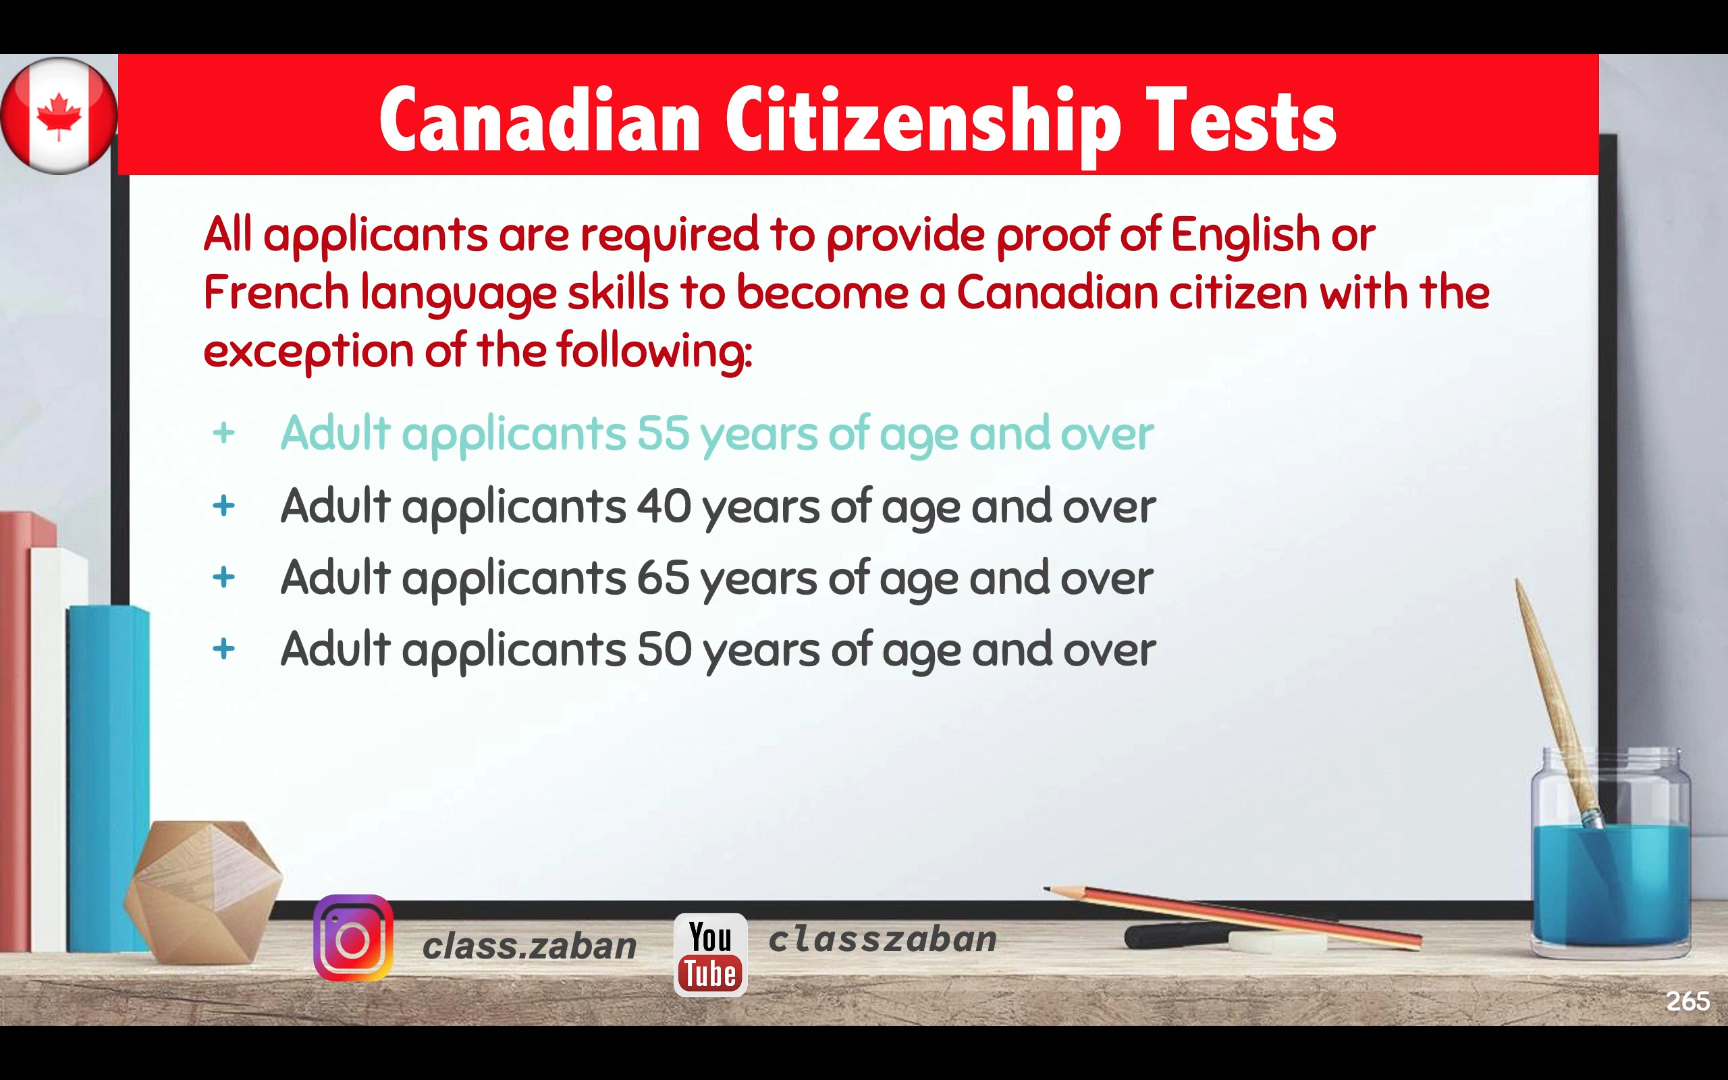 Canadian Citizenship Tests
All applicants are required to provide proof of English or
French language skills to become a Canadian citizen with the
exception of the following:
+ Adult applicants 55 years of age and over
+ Adult applicants 40 years of age and over
+ Adult applicants 65 years of age and over
+ Adult applicants 50 years of age and over
class.zaban
You
Tube
classzaban
265